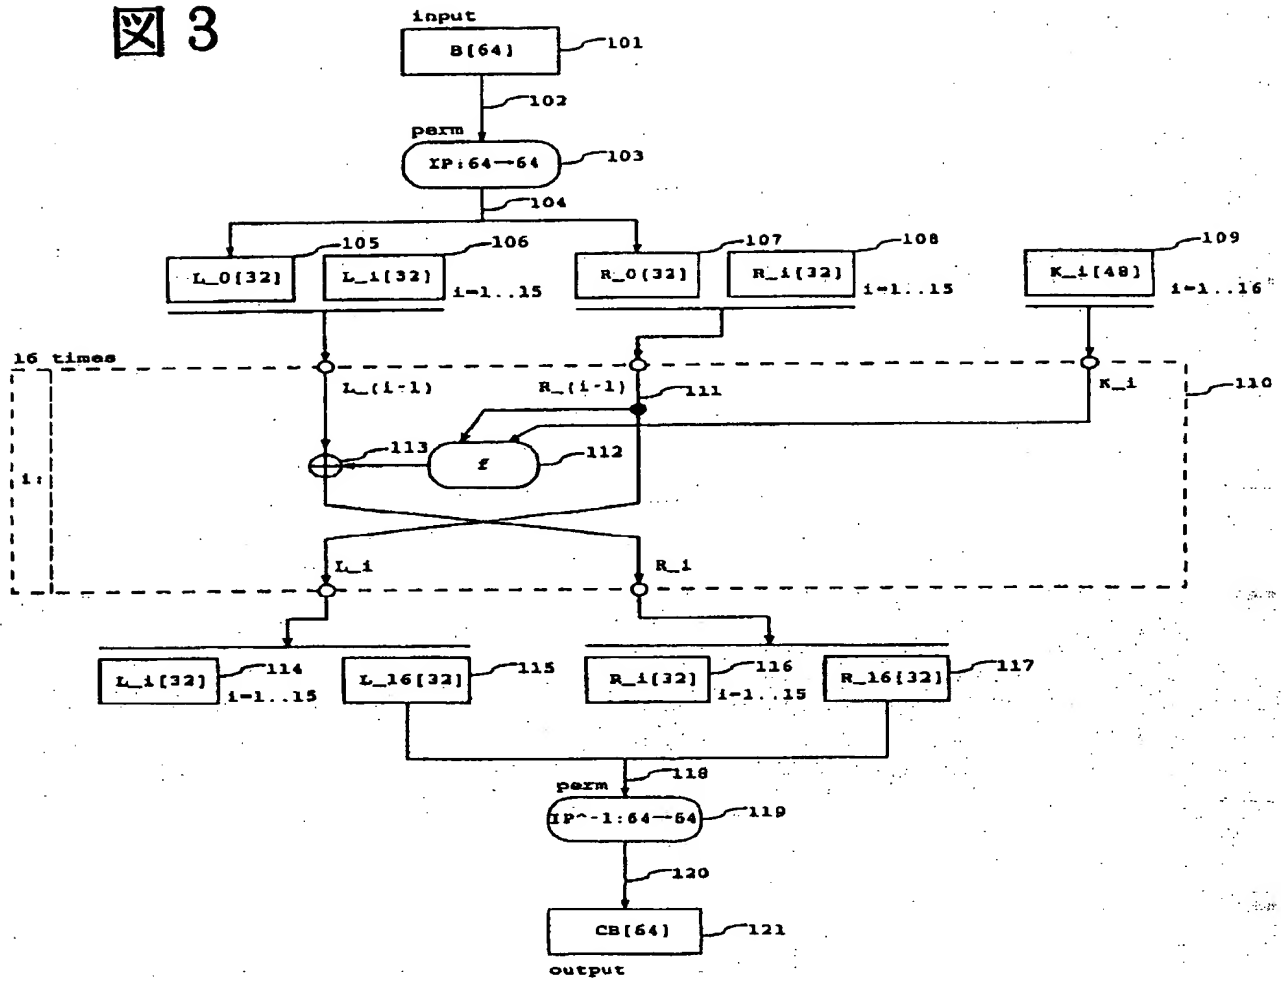 図3
input
B[64]
101
102
perm
IP:64→64
103
104
105
106
107
108
109
L_0[32]
L_i[32]
i=1..15
R_0[32]
R_i[32]
i=1..15
K_i[48]
i=1..16
16 times
L_(i-1)
R_(i-1)
111
K_i
110
113
f
112
i:
L_i
R_i
L_i[32]
114
i=1..15
L_16[32]
115
R_i[32]
116
i=1..15
R_16[32]
117
118
perm
IP^-1:64→64
119
120
CB[64]
121
output